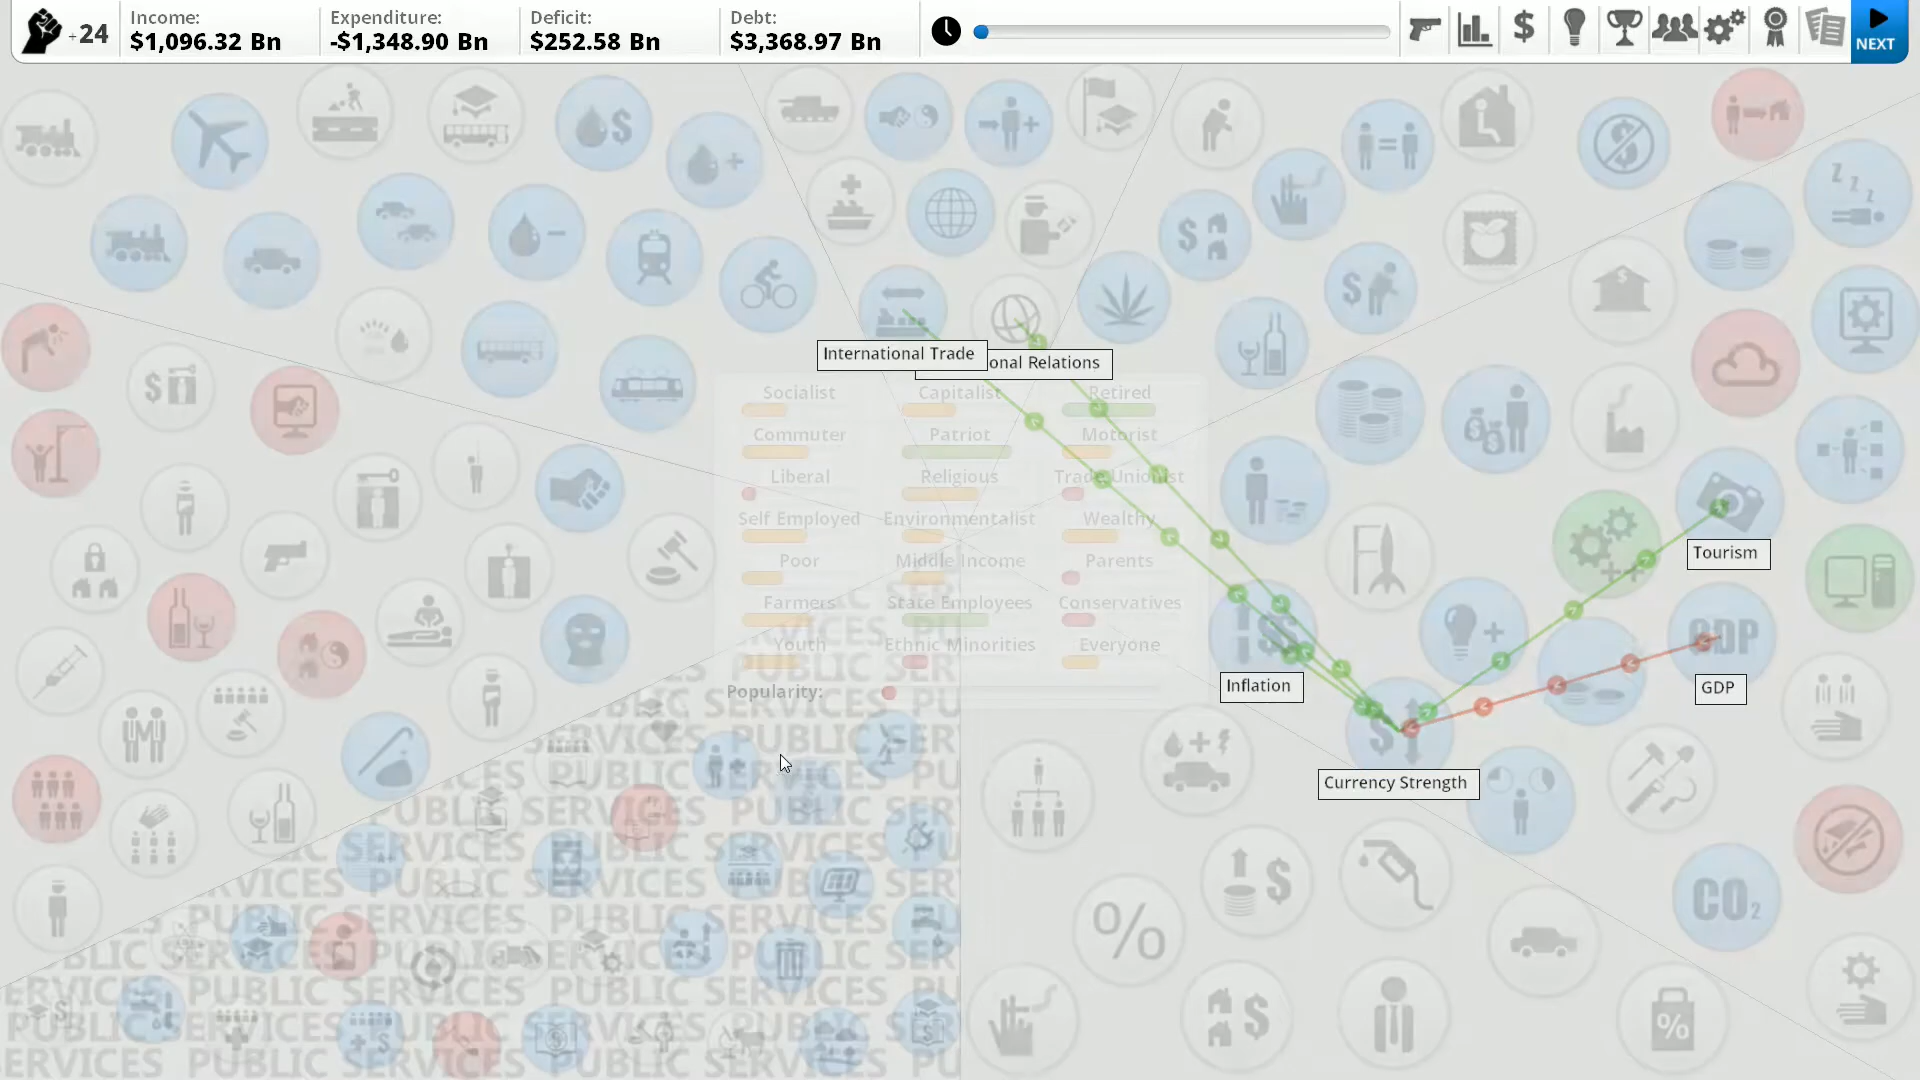 +24
Income:
$1,096.32 Bn
Expenditure:
-$1,348.90 Bn
Deficit:
$252.58 Bn
Debt:
$3,368.97 Bn
NEXT
International Trade
onal Relations
Socialist
Capitalist
Retired
Commuter
Patriot
Motorist
Liberal
Religious
Trade Unionist
Self Employed
Environmentalist
Wealthy
Poor
Middle Income
Parents
Farmers
State Employees
Conservatives
Youth
Ethnic Minorities
Everyone
Popularity:
Tourism
GDP
GDP
Inflation
Currency Strength
CO2
%
%
PUBLIC SERVICES